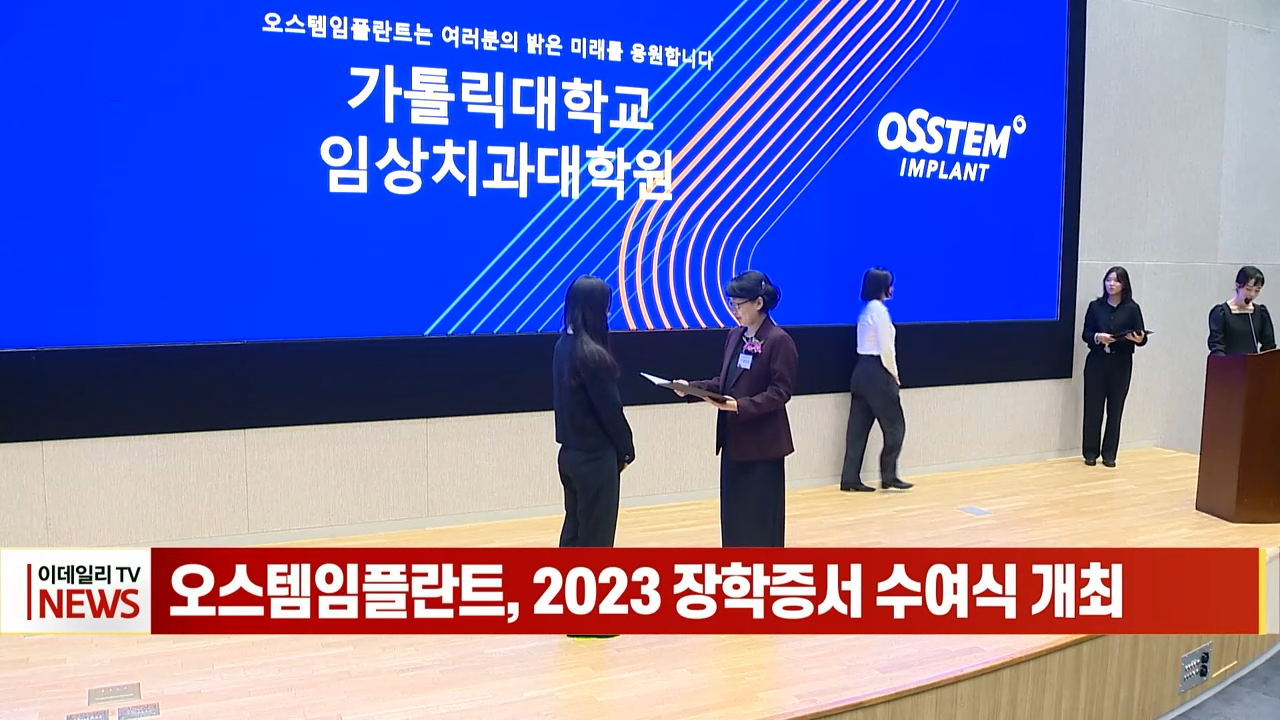 오스템임플란트는 여러분의 밝은 미래를 응원합니다
가톨릭대학교
임상치과대학원
OSSTEM
IMPLANT
이데일리 TV
NEWS
오스템임플란트, 2023 장학증서 수여식 개최